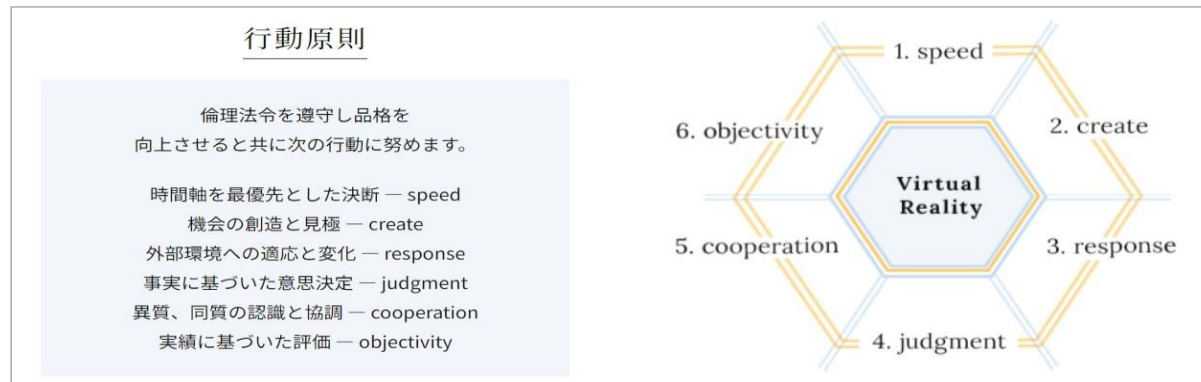 行動原則
倫理法令を遵守し品格を
向上させると共に次の行動に努めます。
時間軸を最優先とした決断 — speed
機会の創造と見極 — create
外部環境への適応と変化 — response
事実に基づいた意思決定 — judgment
異質、同質の認識と協調 — cooperation
実績に基づいた評価 — objectivity
1. speed
2. create
3. response
4. judgment
5. cooperation
6. objectivity
Virtual
Reality